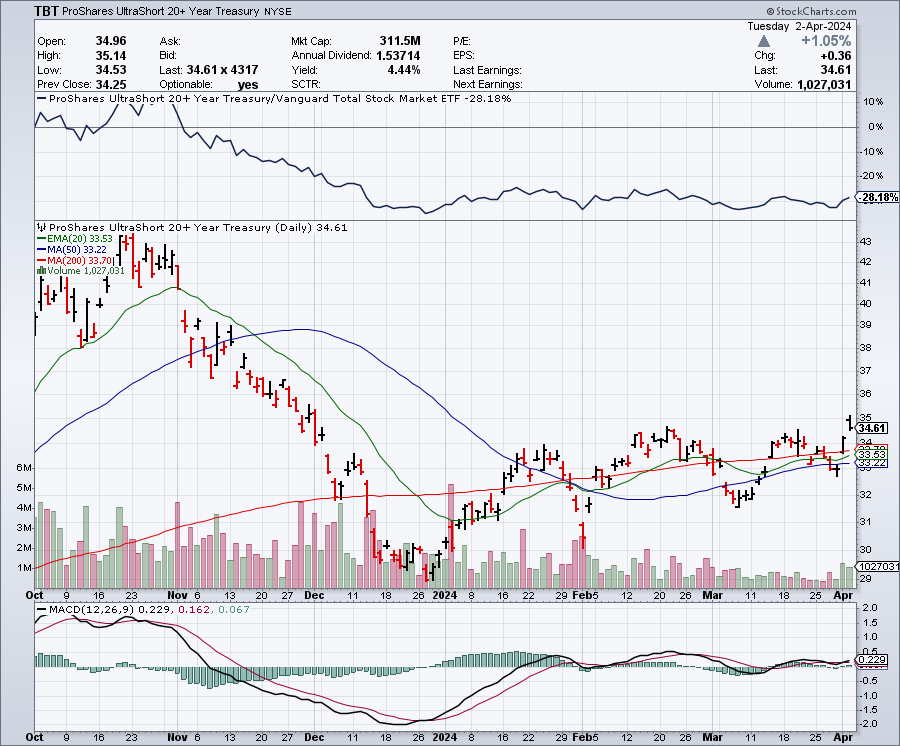 TBT ProShares UltraShort 20+ Year Treasury NYSE © StockCharts.com
Tuesday 2-Apr-2024
Open: 34.96 Ask: Mkt Cap: 311.5M P/E: +1.05%
High: 35.14 Bid: Annual Dividend: 1.53714 EPS: Chg: +0.36
Low: 34.53 Last: 34.61 x 4317 Yield: 4.44% Last Earnings: Last: 34.61
Prev Close: 34.25 Optionable: yes SCTR: Next Earnings: Volume: 1,027,031
ProShares UltraShort 20+ Year Treasury/Vanguard Total Stock Market ETF -28.18%
10%
0%
-10%
-20%
-28.18%
ProShares UltraShort 20+ Year Treasury (Daily) 34.61
EMA(20) 33.53
MA(50) 33.22
MA(200) 33.70
Volume 1,027,031
43
42
41
40
39
38
37
36
35
34.61
34
33.53
33.22
32
31
30
29
6M
5M
4M
3M
2M
1M
1027031
Oct 9 16 23 Nov 6 13 20 27 Dec 11 18 26 2024 8 16 22 29 Feb 5 12 20 26 Mar 11 18 25 Apr
MACD(12,26,9) 0.229, 0.162, 0.067
2.0
1.5
1.0
0.5
0.229
-0.5
-1.0
-1.5
-2.0
Oct 9 16 23 Nov 6 13 20 27 Dec 11 18 26 2024 8 16 22 29 Feb 5 12 20 26 Mar 11 18 25 Apr